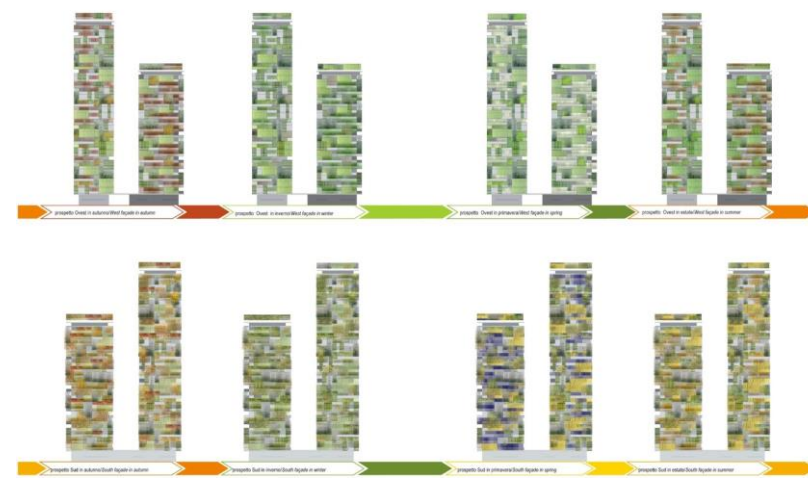 prospetto Ovest in autunno/West façade in autumn
prospetto Ovest in inverno/West façade in winter
prospetto Ovest in primavera/West façade in spring
prospetto Ovest in estate/West façade in summer
prospetto Sud in autunno/South façade in autumn
prospetto Sud in inverno/South façade in winter
prospetto Sud in primavera/South façade in spring
prospetto Sud in estate/South façade in summer